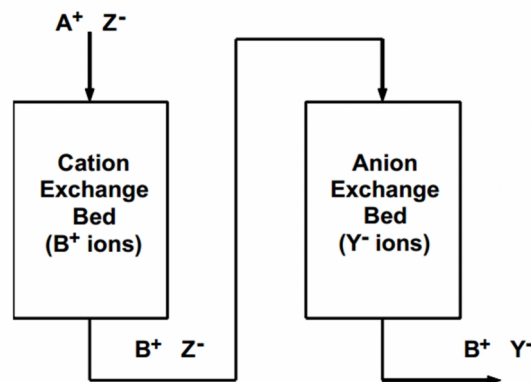 A⁺ Z⁻
Cation
Exchange
Bed
(B⁺ ions)
B⁺ Z⁻
Anion
Exchange
Bed
(Y⁻ ions)
B⁺ Y⁻